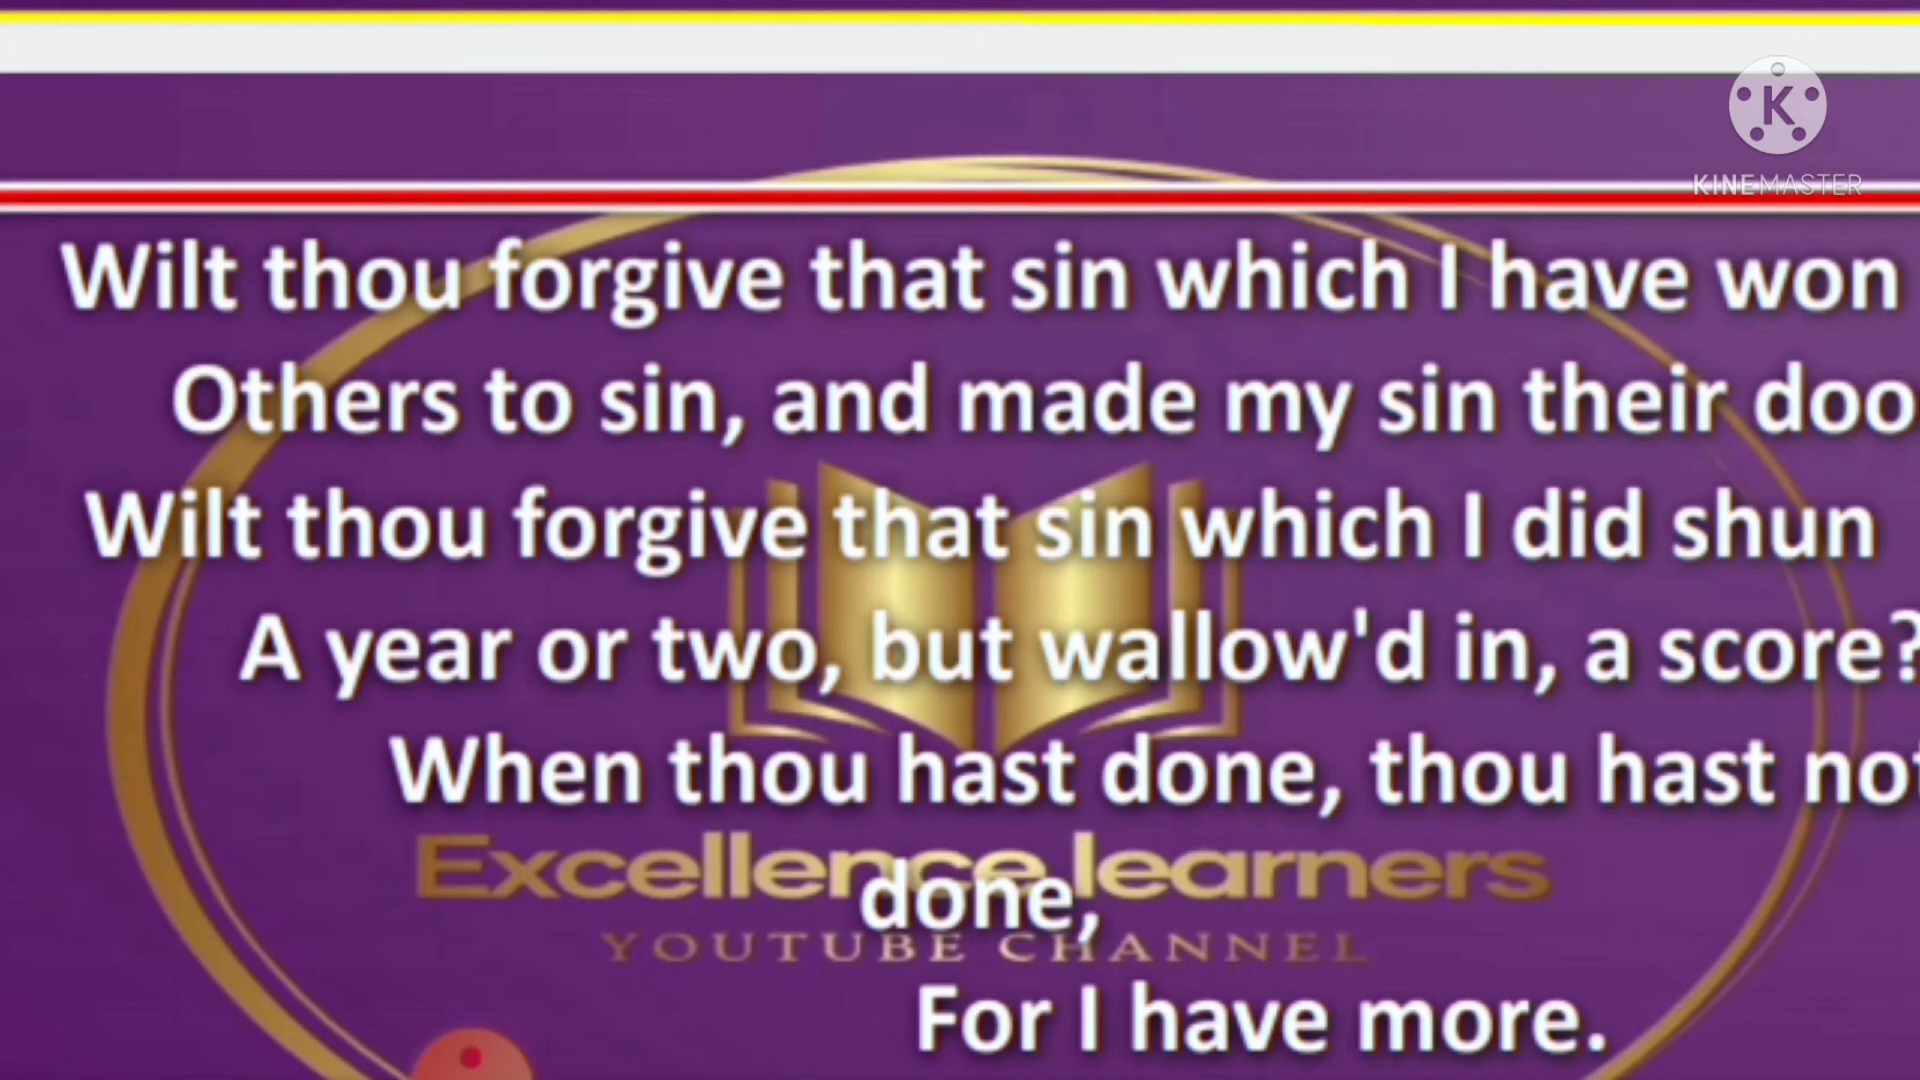 K
KINEMASTER
Wilt thou forgive that sin which I have won
Others to sin, and made my sin their doo
Wilt thou forgive that sin which I did shun
A year or two, but wallow'd in, a score?
When thou hast done, thou hast not
Excellence learners
done,
YOUTUBE CHANNEL
For I have more.